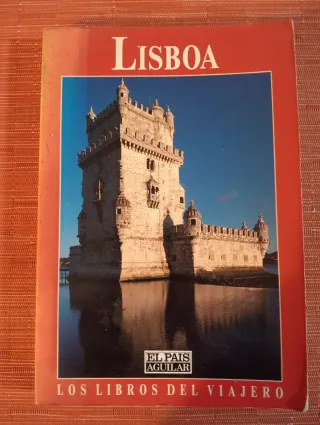 LISBOA
EL PAIS
AGUILAR
LOS LIBROS DEL VIAJERO